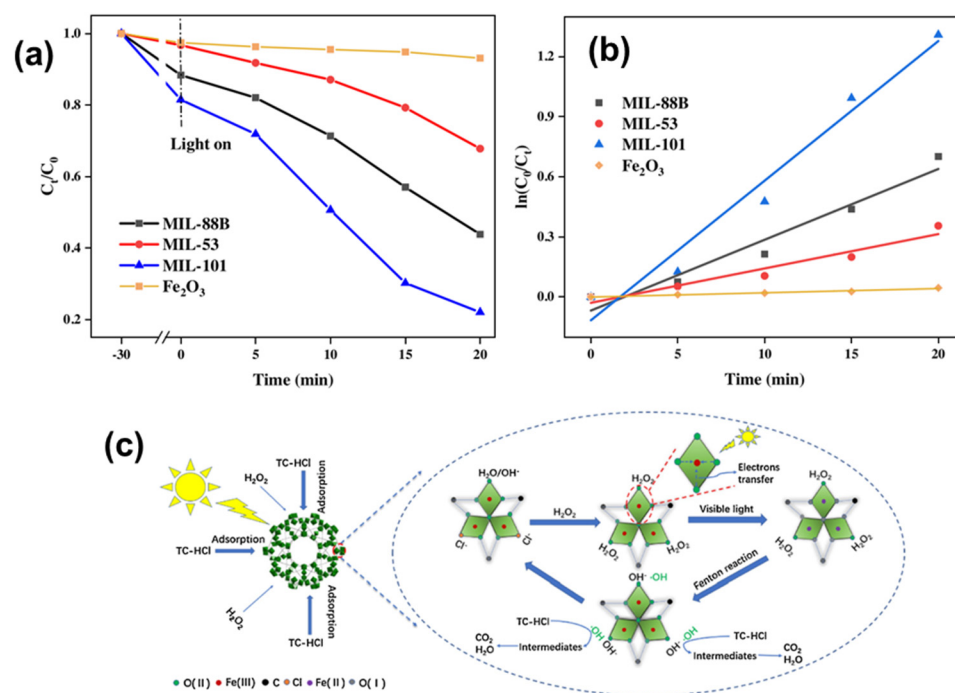 (a)
1.0
0.8
0.6
0.4
0.2
Cₜ/C₀
Light on
MIL-88B
MIL-53
MIL-101
Fe₂O₃
-30
0
5
10
15
20
Time (min)
(b)
1.2
0.9
0.6
0.3
0.0
ln(C₀/Cₜ)
MIL-88B
MIL-53
MIL-101
Fe₂O₃
0
5
10
15
20
Time (min)
(c)
TC-HCl
H₂O₂
Adsorption
Adsorption
TC-HCl
H₂O₂
Adsorption
TC-HCl
H₂O/OH⁻
Cl⁻
Cl⁻
H₂O₂
H₂O₂
H₂O₂
H₂O₂
Electrons
transfer
Visible light
H₂O₂
H₂O₂
H₂O₂
Fenton reaction
OH⁻ ·OH
TC-HCl
·OH
OH⁻
CO₂
H₂O
Intermediates
OH⁻ ·OH
TC-HCl
Intermediates
CO₂
H₂O
O(II) Fe(III) C Cl Fe(II) O(I)